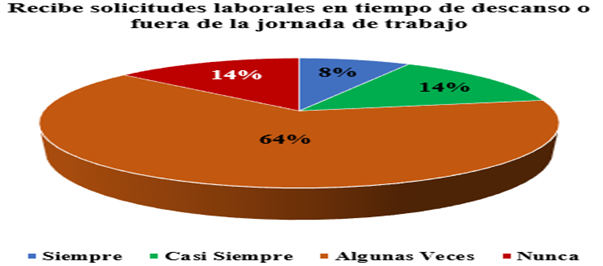 Recibe solicitudes laborales en tiempo de descanso o
fuera de la jornada de trabajo
14%
8%
14%
64%
Siempre
Casi Siempre
Algunas Veces
Nunca